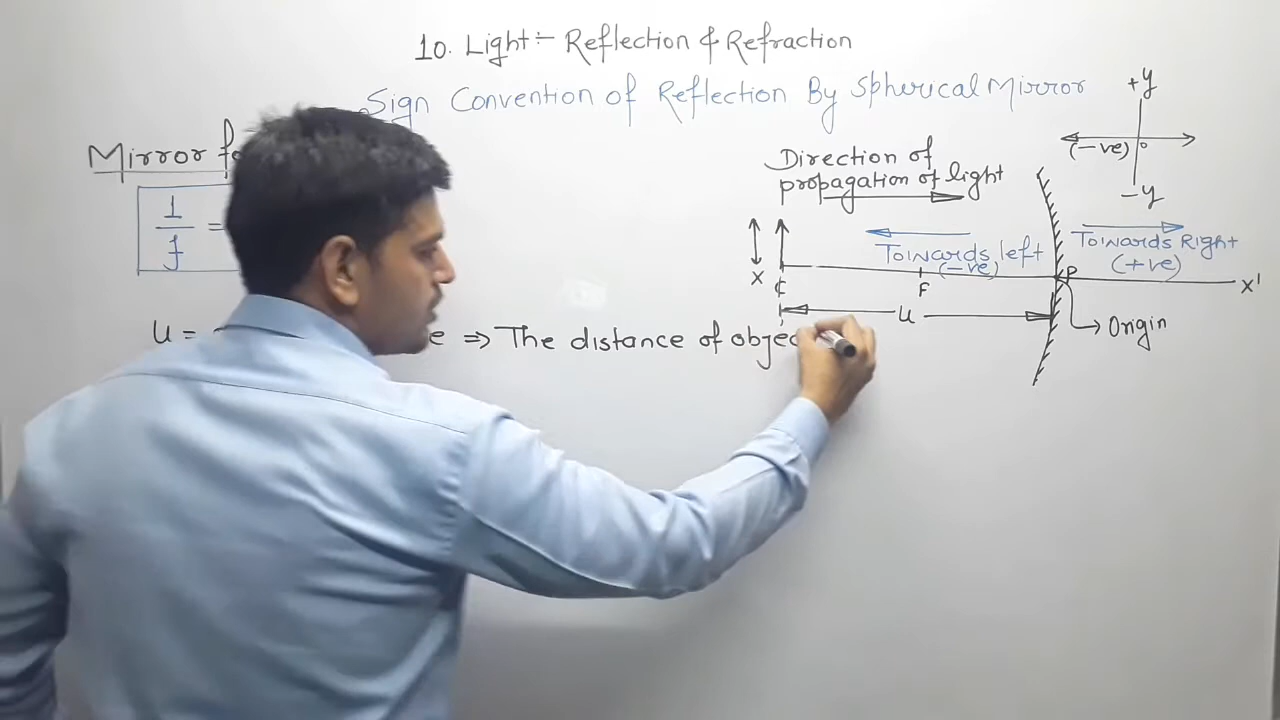 10. Light :- Reflection & Refraction
Sign Convention of Reflection By Spherical Mirror
Mirror
1/f =
u =
e ⇒ The distance of objec
Direction of
propagation of light
+y
(-ve)
o
-y
Towards left
(-ve)
Towards Right
(+ve)
X
C
F
P
X'
u
Origin